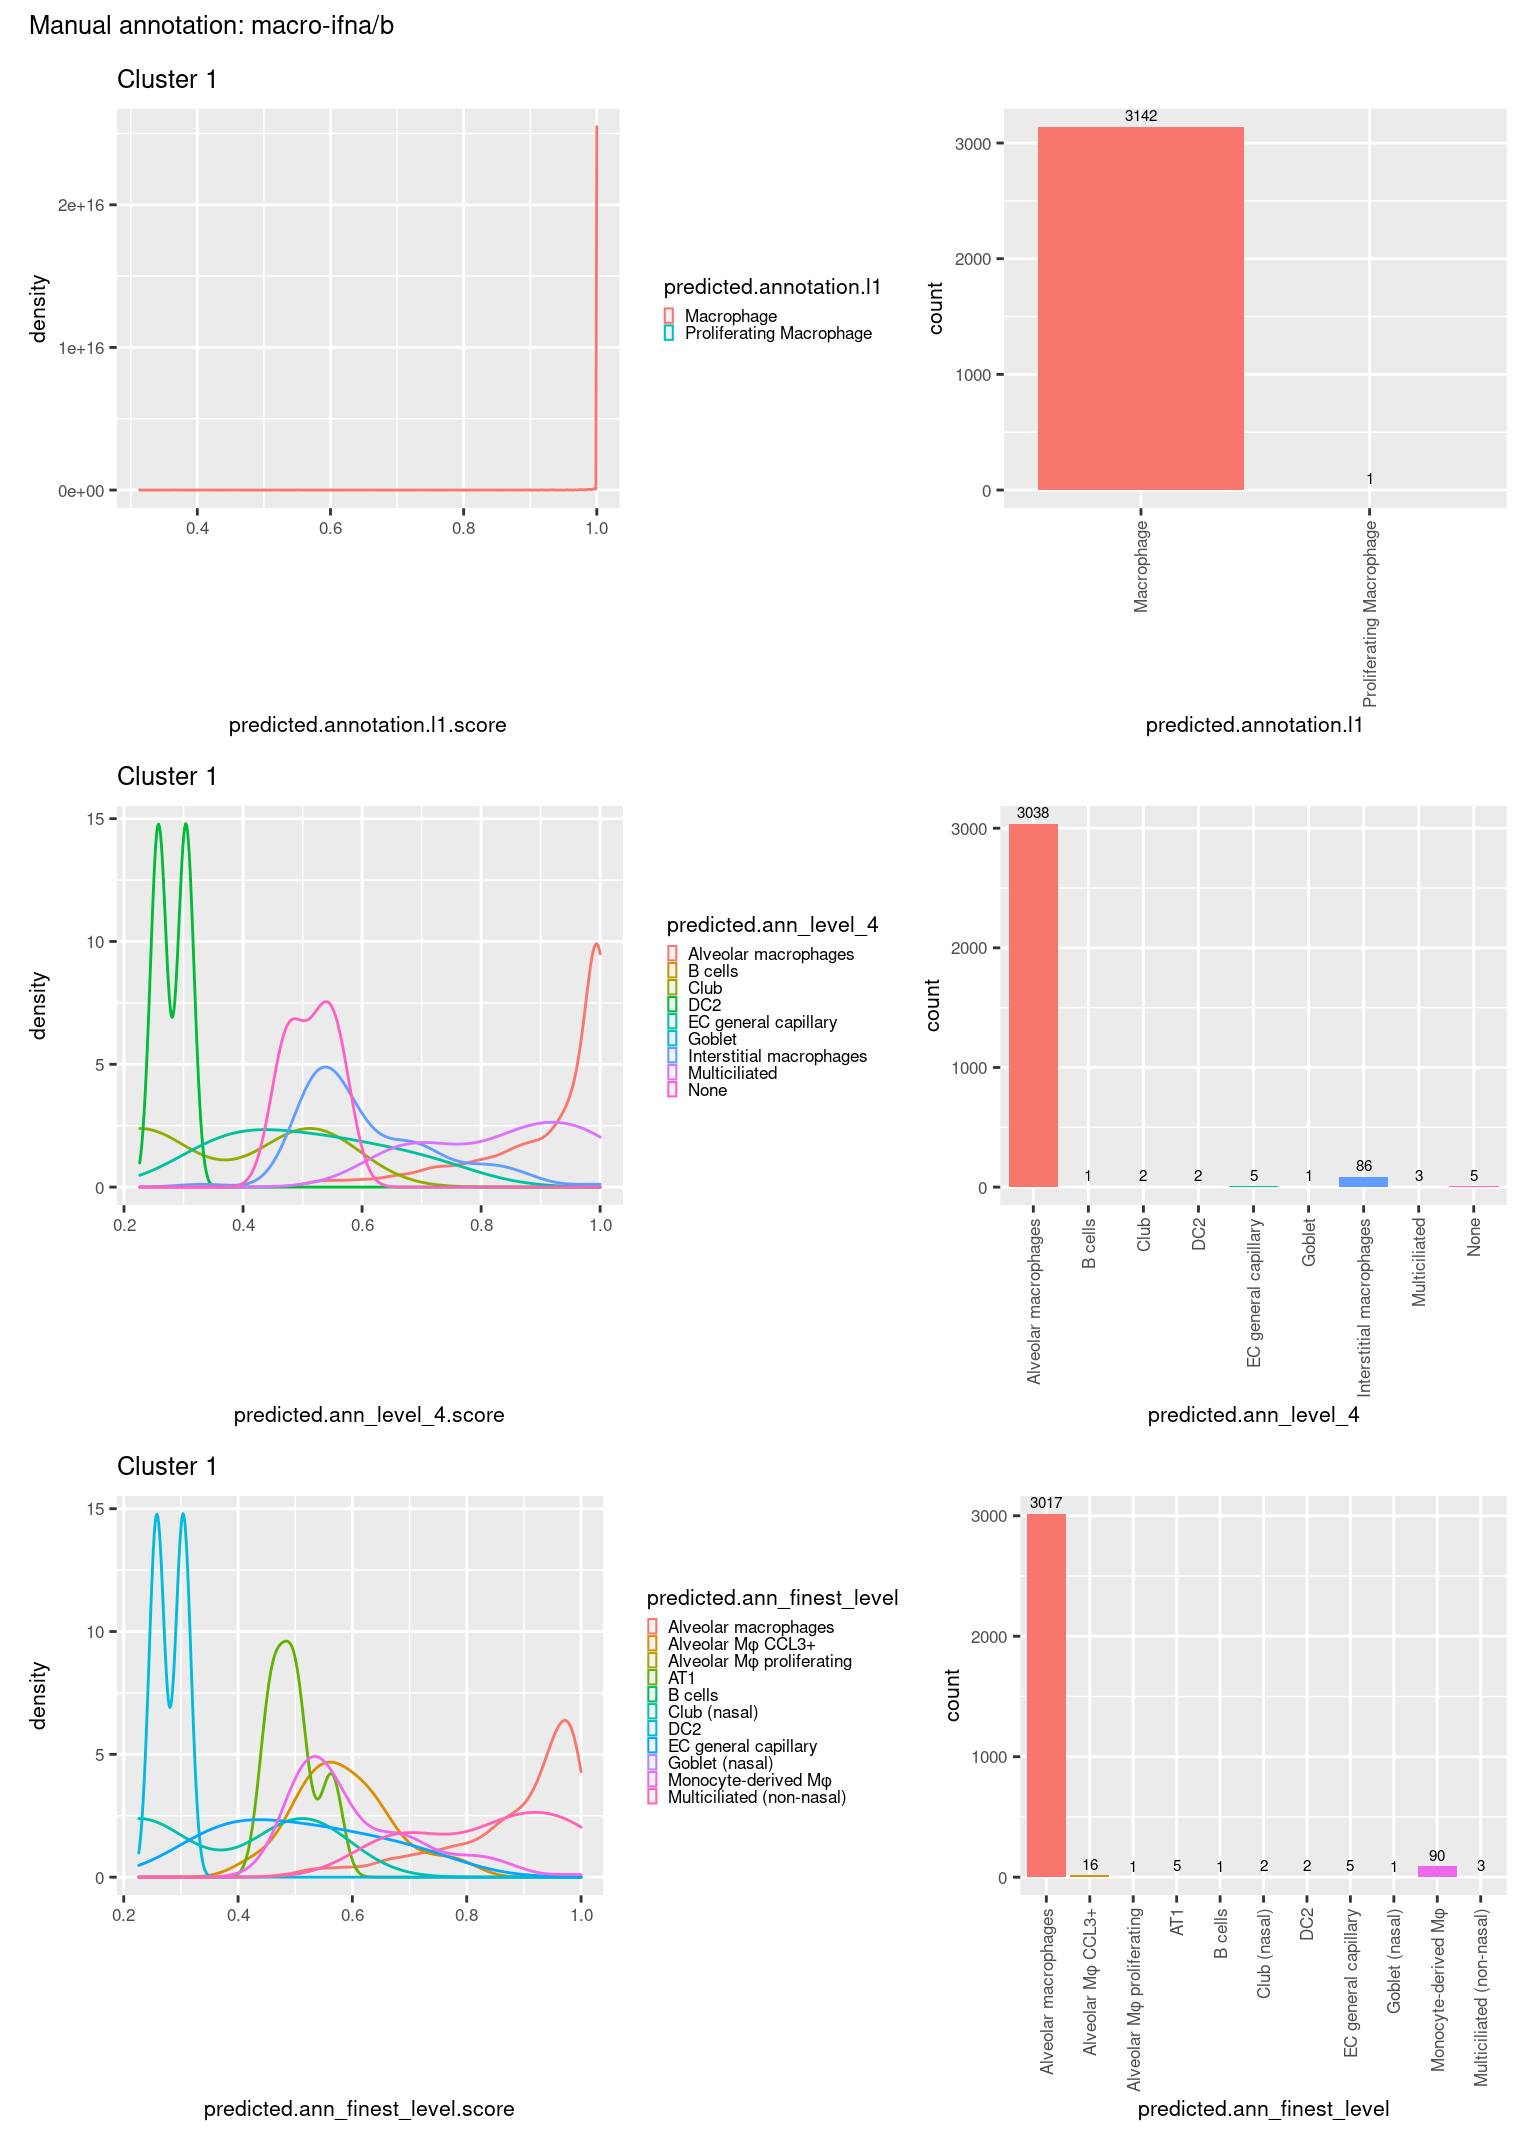 Manual annotation: macro-ifna/b
Cluster 1
density
2e+16
1e+16
0e+00
0.4 0.6 0.8 1.0
predicted.annotation.l1.score
predicted.annotation.l1
Macrophage
Proliferating Macrophage
count
3000
2000
1000
0
3142
1
Macrophage
Proliferating Macrophage
predicted.annotation.l1
Cluster 1
density
15
10
5
0
0.2 0.4 0.6 0.8 1.0
predicted.ann_level_4.score
predicted.ann_level_4
Alveolar macrophages
B cells
Club
DC2
EC general capillary
Goblet
Interstitial macrophages
Multiciliated
None
count
3000
2000
1000
0
3038 1 2 2 5 1 86 3 5
Alveolar macrophages
B cells
Club
DC2
EC general capillary
Goblet
Interstitial macrophages
Multiciliated
None
predicted.ann_level_4
Cluster 1
density
15
10
5
0
0.2 0.4 0.6 0.8 1.0
predicted.ann_finest_level.score
predicted.ann_finest_level
Alveolar macrophages
Alveolar Mφ CCL3+
Alveolar Mφ proliferating
AT1
B cells
Club (nasal)
DC2
EC general capillary
Goblet (nasal)
Monocyte-derived Mφ
Multiciliated (non-nasal)
count
3000
2000
1000
0
3017 16 1 5 1 2 2 5 1 90 3
Alveolar macrophages
Alveolar Mφ CCL3+
Alveolar Mφ proliferating
AT1
B cells
Club (nasal)
DC2
EC general capillary
Goblet (nasal)
Monocyte-derived Mφ
Multiciliated (non-nasal)
predicted.ann_finest_level